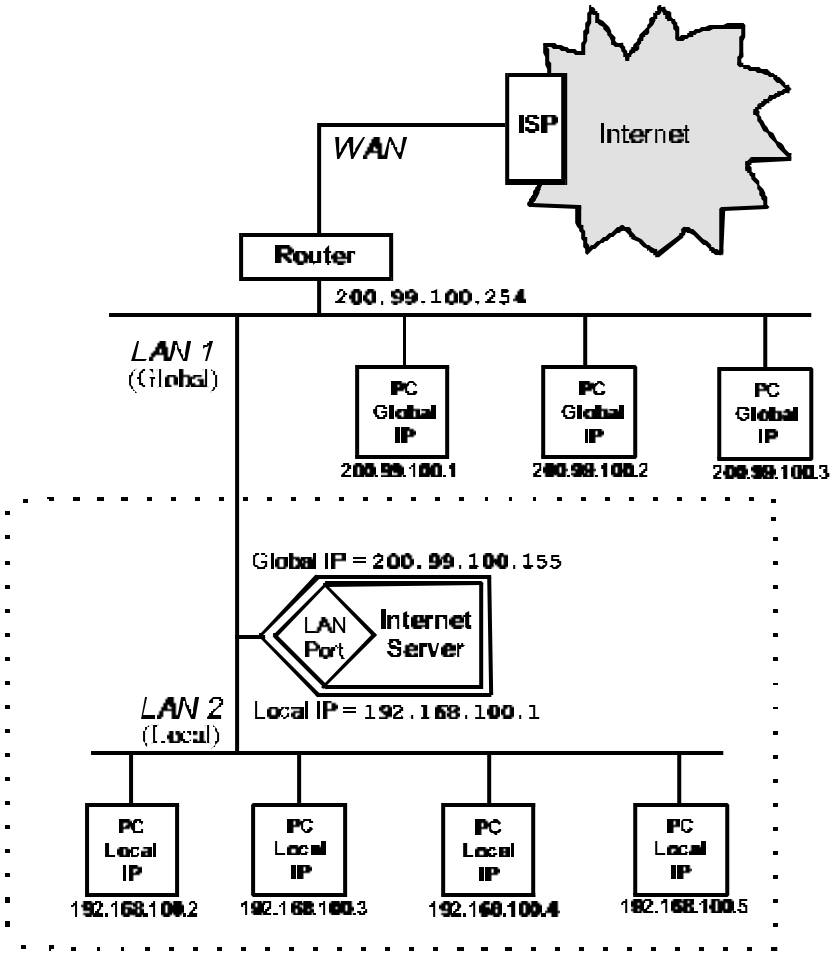 ISP
Internet
WAN
Router
200.99.100.254
LAN 1
(Global)
PC
Global
IP
200.99.100.1
PC
Global
IP
200.99.100.2
PC
Global
IP
200.99.100.3
Global IP = 200.99.100.155
LAN
Port
Internet
Server
LAN 2
(Local)
Local IP = 192.168.100.1
PC
Local
IP
192.168.100.2
PC
Local
IP
192.168.100.3
PC
Local
IP
192.168.100.4
PC
Local
IP
192.168.100.5